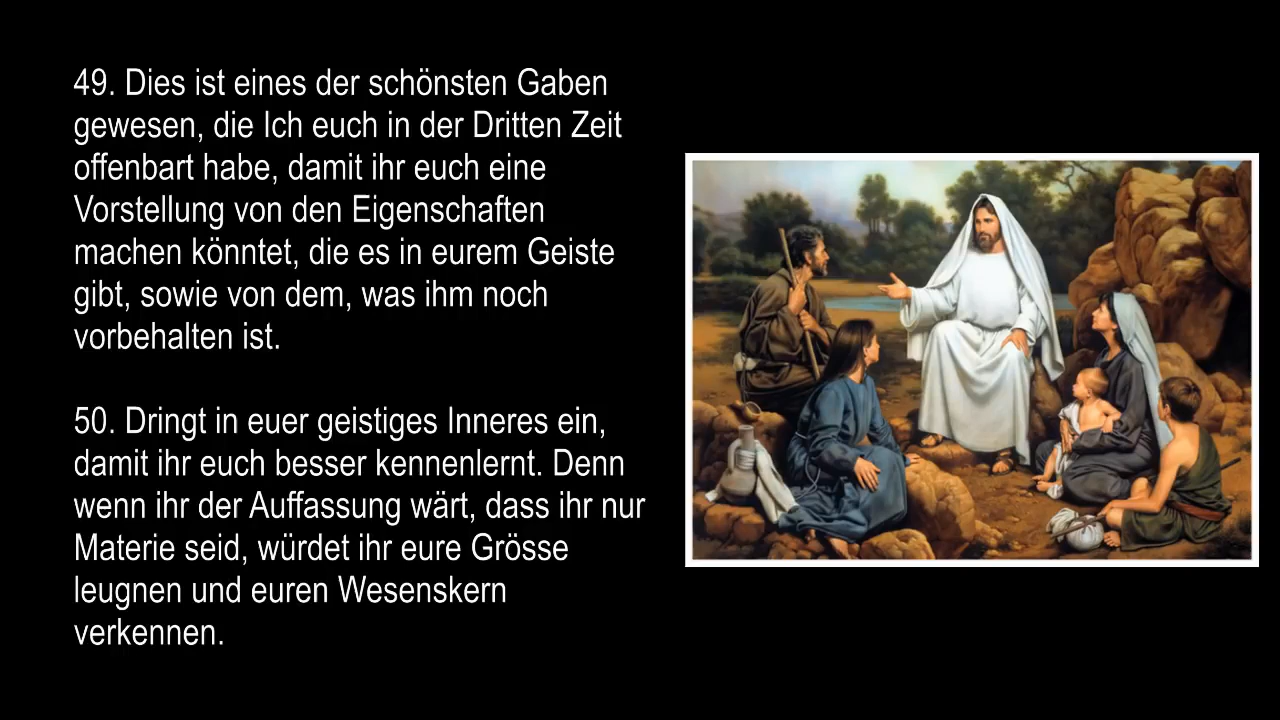 49. Dies ist eines der schönsten Gaben
gewesen, die Ich euch in der Dritten Zeit
offenbart habe, damit ihr euch eine
Vorstellung von den Eigenschaften
machen könntet, die es in eurem Geiste
gibt, sowie von dem, was ihm noch
vorbehalten ist.
50. Dringt in euer geistiges Inneres ein,
damit ihr euch besser kennenlernt. Denn
wenn ihr der Auffassung wärt, dass ihr nur
Materie seid, würdet ihr eure Grösse
leugnen und euren Wesenskern
verkennen.